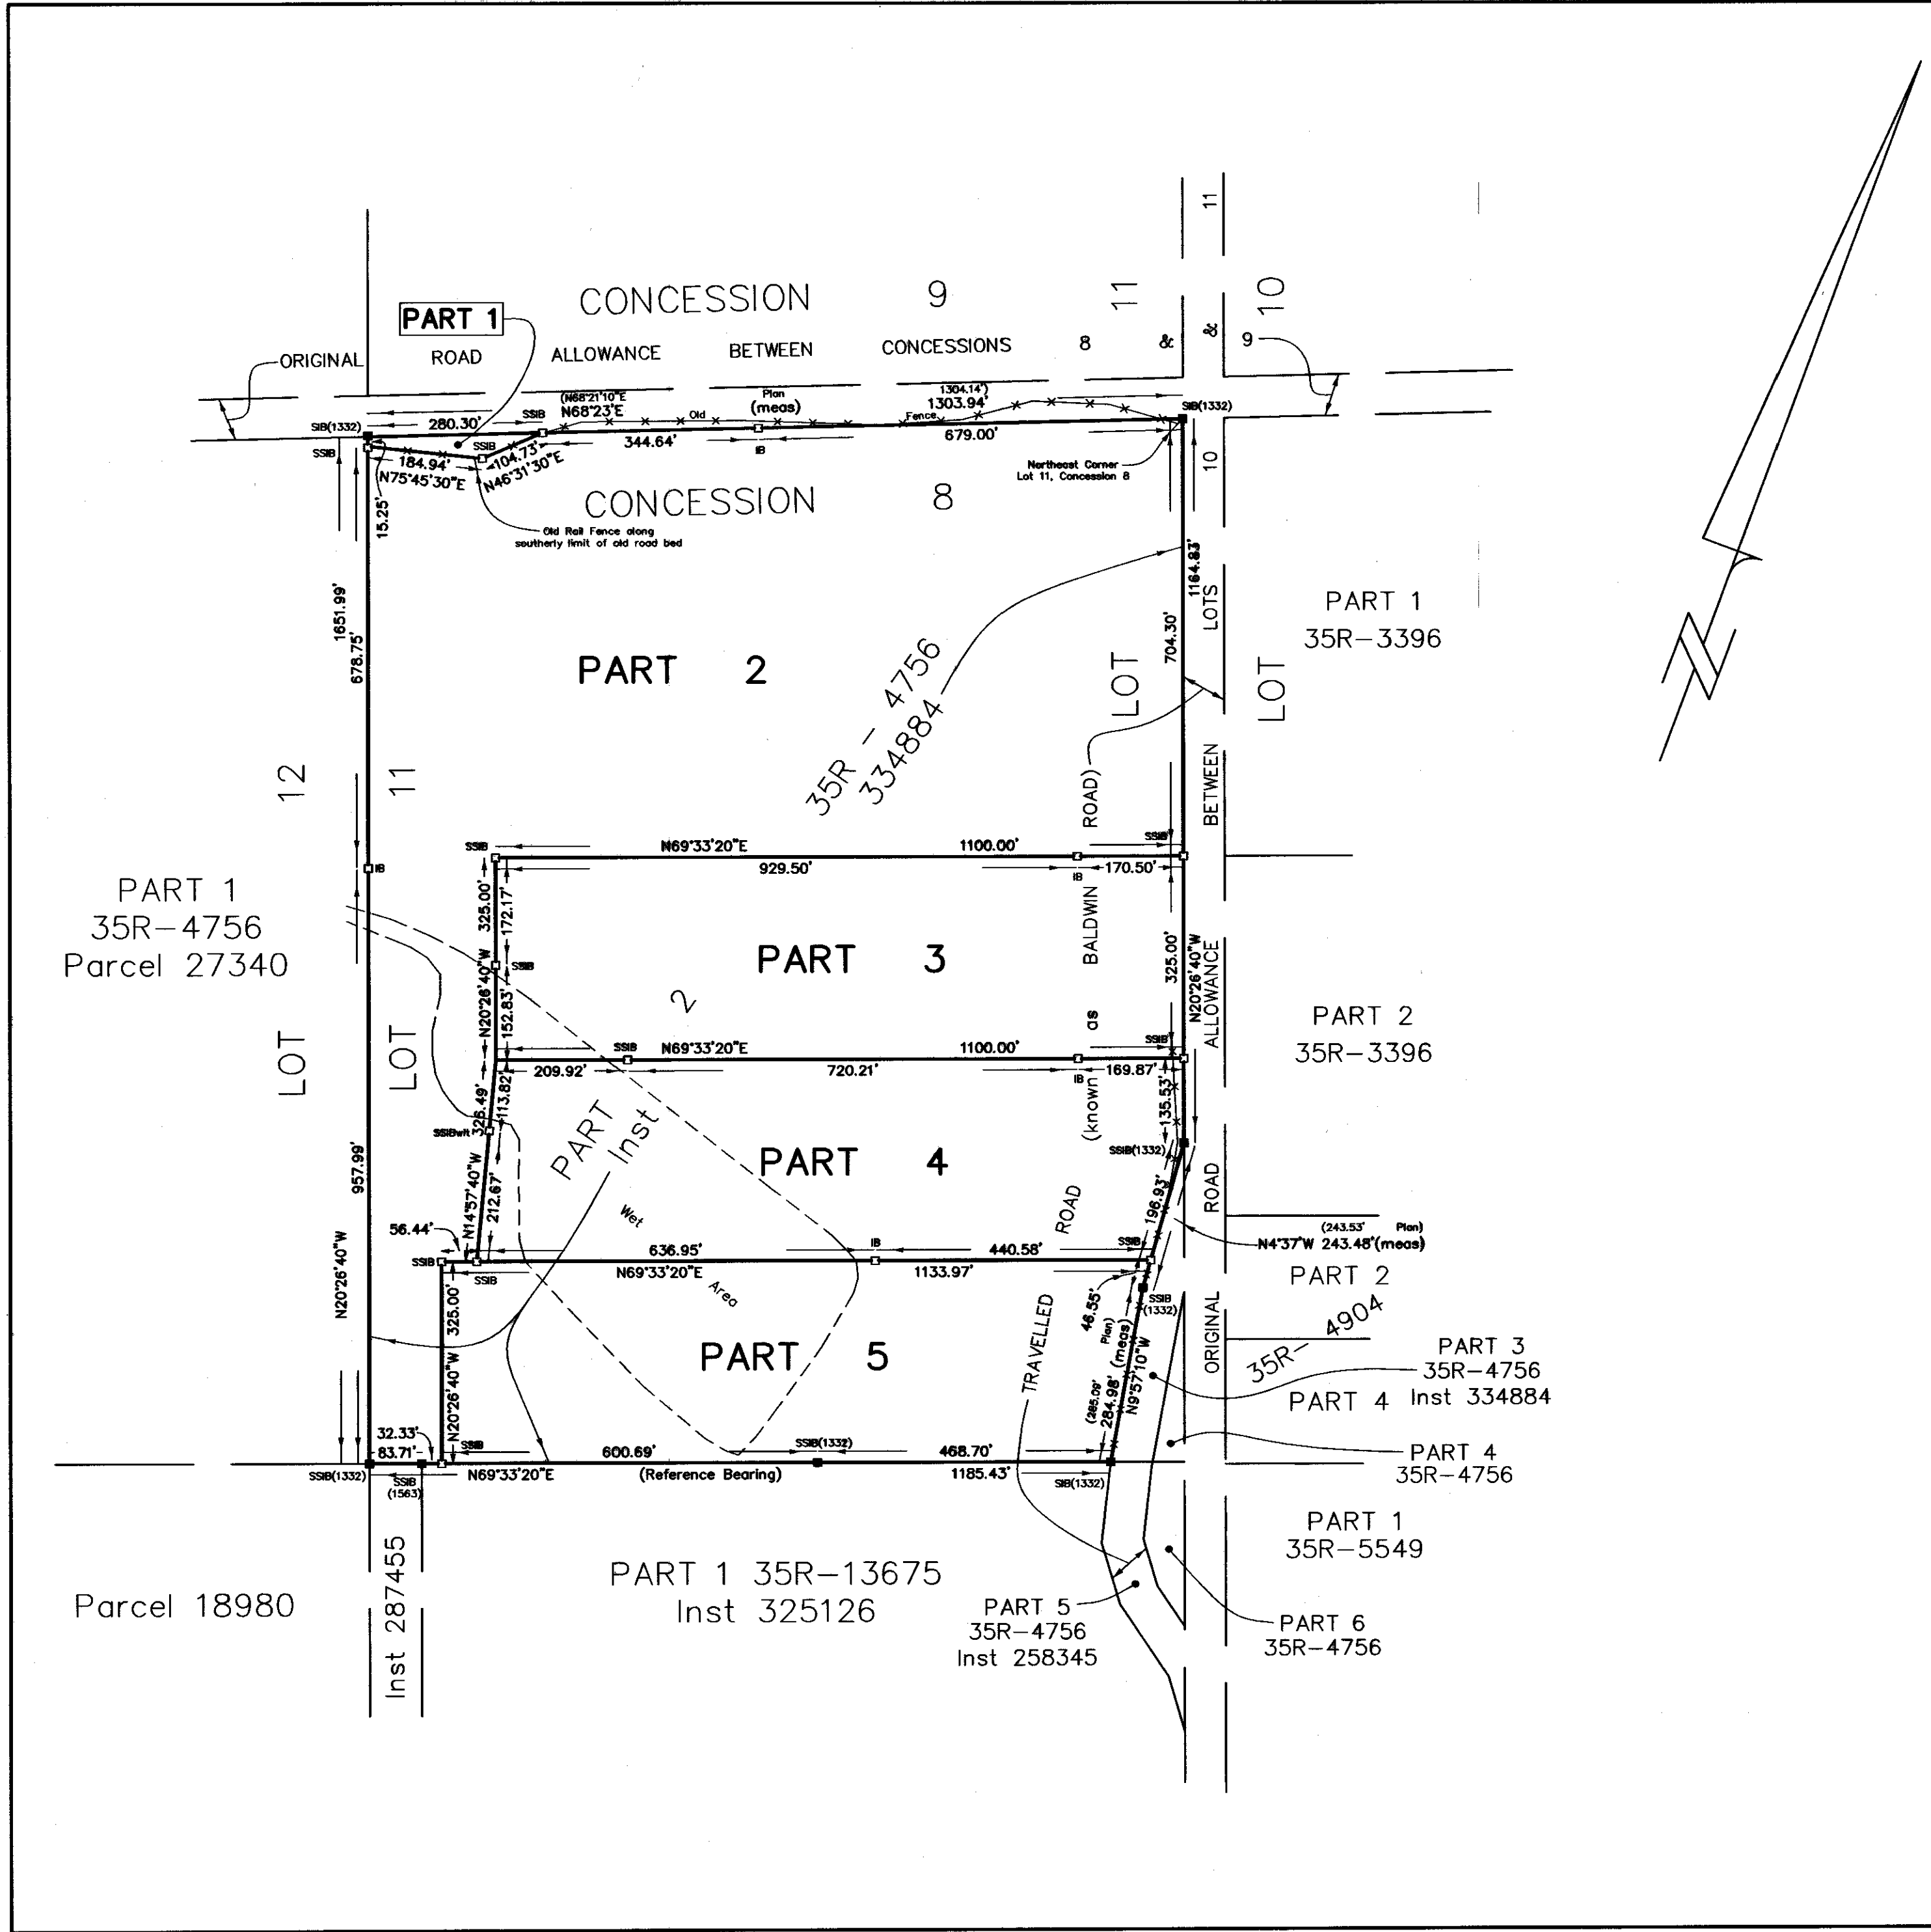 CONCESSION 9
11
10
11
PART 1
ORIGINAL ROAD ALLOWANCE BETWEEN CONCESSIONS 8 & 9
&
(N68°21'10"E Plan 1304.14')
N68°23'E (meas) 1303.94'
SIB(1332)
280.30'
SSIB
Old
Fence
SIB(1332)
SSIB
SSIB
344.64'
IB
679.00'
184.94'
N75°45'30"E
104.73'
N46°31'30"E
15.25'
Northeast Corner
Lot 11, Concession 8
10
CONCESSION 8
Old Rail Fence along
southerly limit of old road bed
1651.99'
678.75'
1164.83'
704.30'
LOTS
PART 1
35R-3396
PART 2
35R - 4756
334884
LOT
LOT
12
11
ROAD)
BETWEEN
SSIB
N69°33'20"E
1100.00'
SSIB
IB
929.50'
IB
170.50'
PART 1
35R-4756
Parcel 27340
325.00'
172.17'
BALDWIN
PART 3
SSIB
N20°26'40"W
152.83'
2
325.00'
N20°26'40"W
ALLOWANCE
PART 2
35R-3396
LOT
LOT
as
SSIB
N69°33'20"E
1100.00'
SSIB
209.92'
720.21'
IB
169.87'
326.49'
113.82'
SSIBwit
(known
135.53'
PART
Inst
SSIB(1332)
PART 4
957.99'
N14°57'40"W
212.67'
Wet
Area
ROAD
196.93'
ROAD
56.44'
SSIB
636.95'
IB
440.58'
SSIB
(243.53' Plan)
N4°37'W 243.48'(meas)
SSIB
N69°33'20"E
1133.97'
PART 2
N20°26'40"W
325.00'
N20°26'40"W
46.55'
SSIB
(1332)
35R- 4904
PART 5
TRAVELLED
(285.09' Plan)
284.98' (meas)
N9°57'10"W
ORIGINAL
PART 3
35R-4756
Inst 334884
PART 4
32.33'
83.71'
SSIB
600.69'
SSIB(1332)
468.70'
PART 4
35R-4756
SSIB(1332)
SSIB
(1563)
N69°33'20"E
(Reference Bearing)
1185.43'
SIB(1332)
PART 1
35R-5549
Inst 287455
PART 1 35R-13675
Inst 325126
Parcel 18980
PART 5
35R-4756
Inst 258345
PART 6
35R-4756